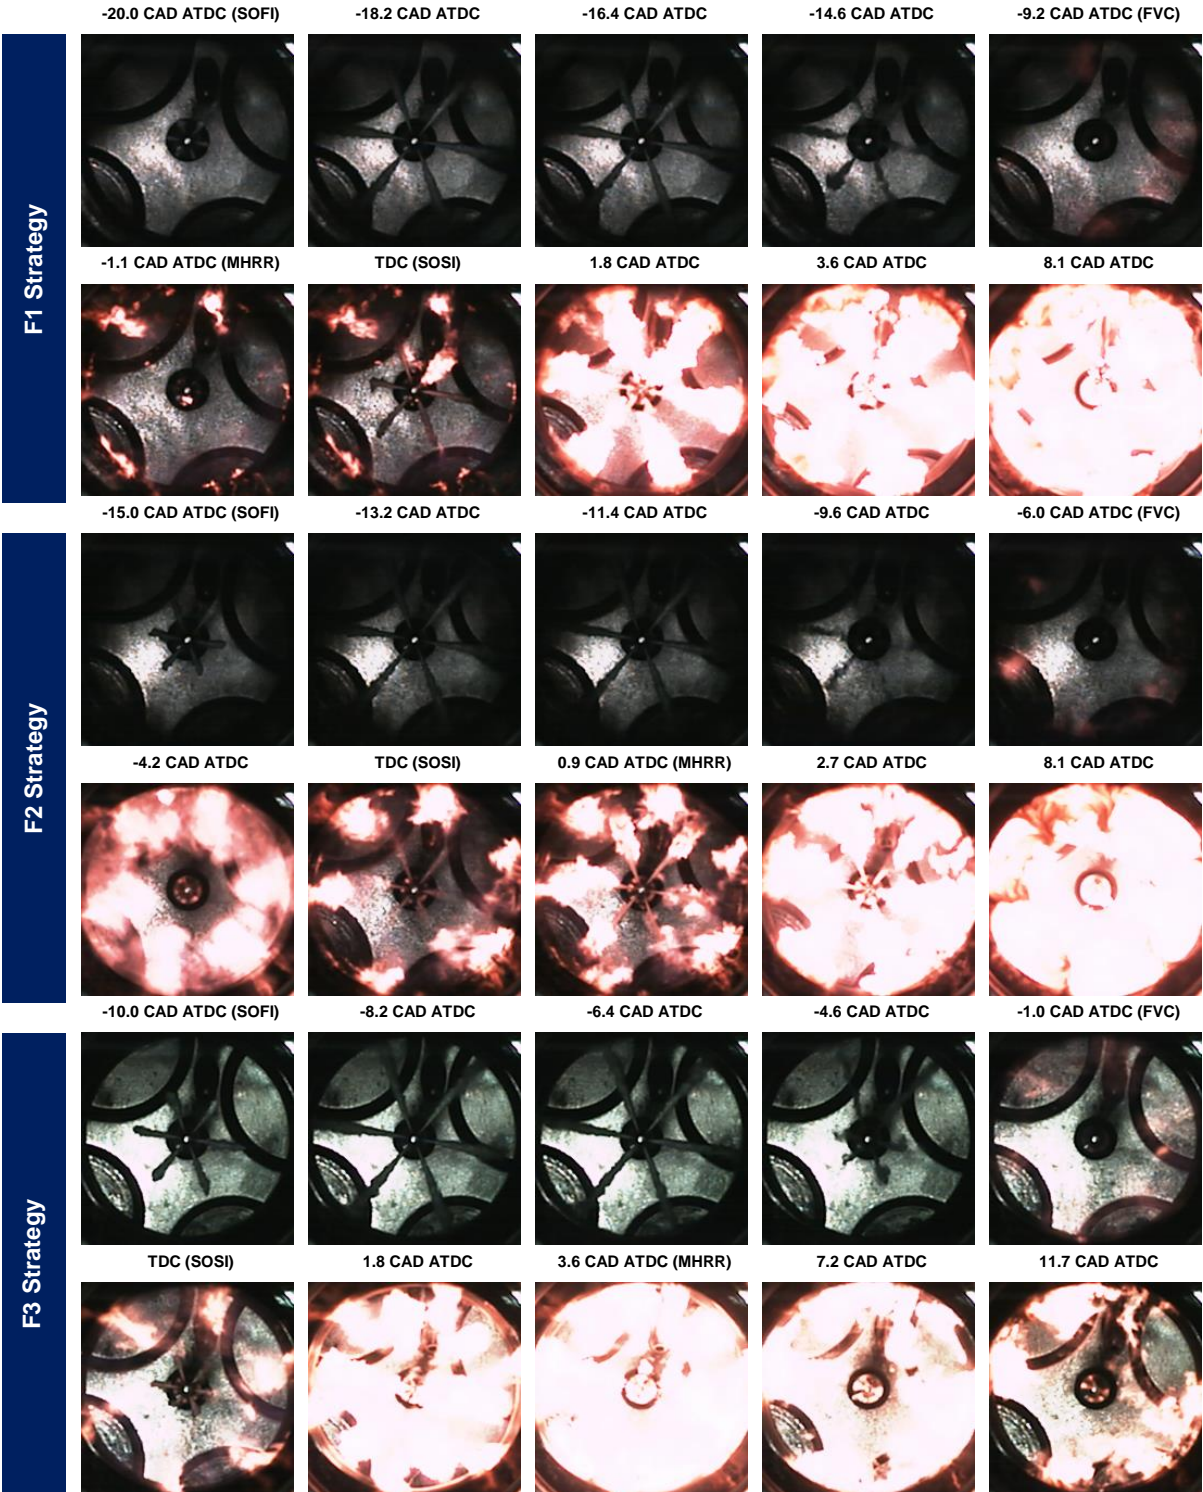 -20.0 CAD ATDC (SOFI) -18.2 CAD ATDC -16.4 CAD ATDC -14.6 CAD ATDC -9.2 CAD ATDC (FVC)
F1 Strategy
-1.1 CAD ATDC (MHRR) TDC (SOSI) 1.8 CAD ATDC 3.6 CAD ATDC 8.1 CAD ATDC
-15.0 CAD ATDC (SOFI) -13.2 CAD ATDC -11.4 CAD ATDC -9.6 CAD ATDC -6.0 CAD ATDC (FVC)
F2 Strategy
-4.2 CAD ATDC TDC (SOSI) 0.9 CAD ATDC (MHRR) 2.7 CAD ATDC 8.1 CAD ATDC
-10.0 CAD ATDC (SOFI) -8.2 CAD ATDC -6.4 CAD ATDC -4.6 CAD ATDC -1.0 CAD ATDC (FVC)
F3 Strategy
TDC (SOSI) 1.8 CAD ATDC 3.6 CAD ATDC (MHRR) 7.2 CAD ATDC 11.7 CAD ATDC